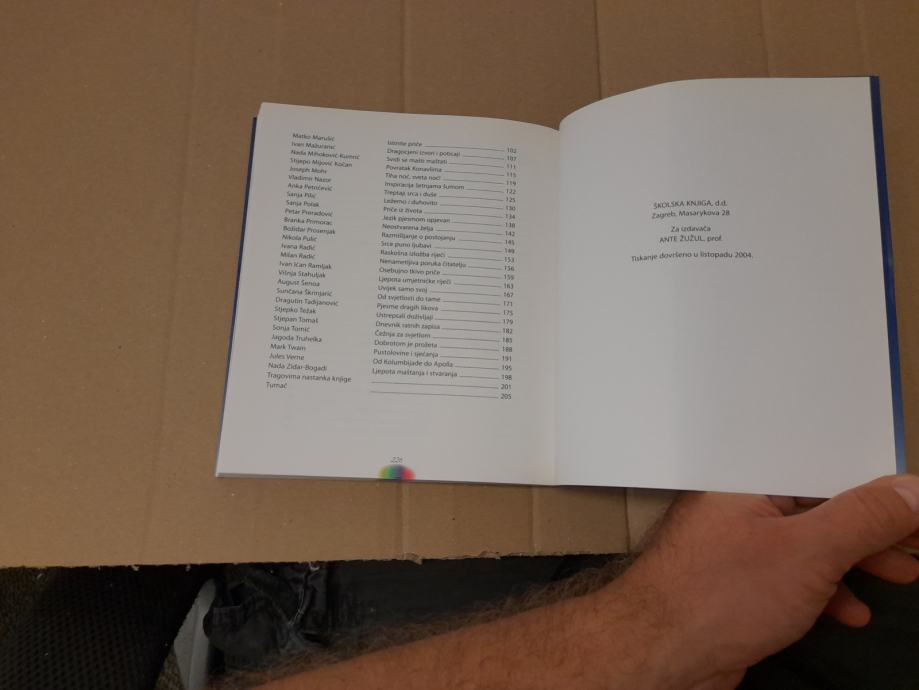 Matko Marušić Istinite priče 102
Ivan Mažuranić Dragocjeni izvori i poticaji 107
Nada Mihoković-Kumrić Svidi se mašti maštati 111
Stjepo Mijović Kočan Povratak Konavlima 115
Joseph Mohr Tiha noć, sveta noć! 119
Vladimir Nazor Inspiracija šetnjama šumom 122
Anka Petričević Treptaji srca i duše 125
Sanja Pilić Ležerno i duhovito 130
Sanja Polak Priče iz života 134
Petar Preradović Jezik pjesmom opjevan 138
Branka Primorac Neostvarena želja 142
Božidar Prosenjak Razmišljanje o postojanju 145
Nikola Pulić Srce puno ljubavi 149
Ivana Radić Raskošna izložba riječi 153
Milan Radić Nenametljiva poruka čitatelju 156
Ivan Ićan Ramljak Osebujno tkivo priče 159
Višnja Stahuljak Ljepota umjetničke riječi 163
August Šenoa Uvijek samo svoj 167
Sunčana Škrinjarić Od svjetlosti do tame 171
Dragutin Tadijanović Pjesme dragih likova 175
Stjepko Težak Ustreptali doživljaji 179
Stjepan Tomaš Dnevnik ratnih zapisa 182
Sonja Tomić Čežnja za svjetlom 185
Jagoda Truhelka Dobrotom je prožeta 188
Mark Twain Pustolovine i sjećanja 191
Jules Verne Od Kolumbijade do Apolla 195
Nada Zidar-Bogadi Ljepota maštanja i stvaranja 198
Tragovima nastanka knjige 201
Tumač 205
226
ŠKOLSKA KNJIGA, d.d.
Zagreb, Masarykova 28
Za izdavača
ANTE ŽUŽUL, prof.
Tiskanje dovršeno u listopadu 2004.